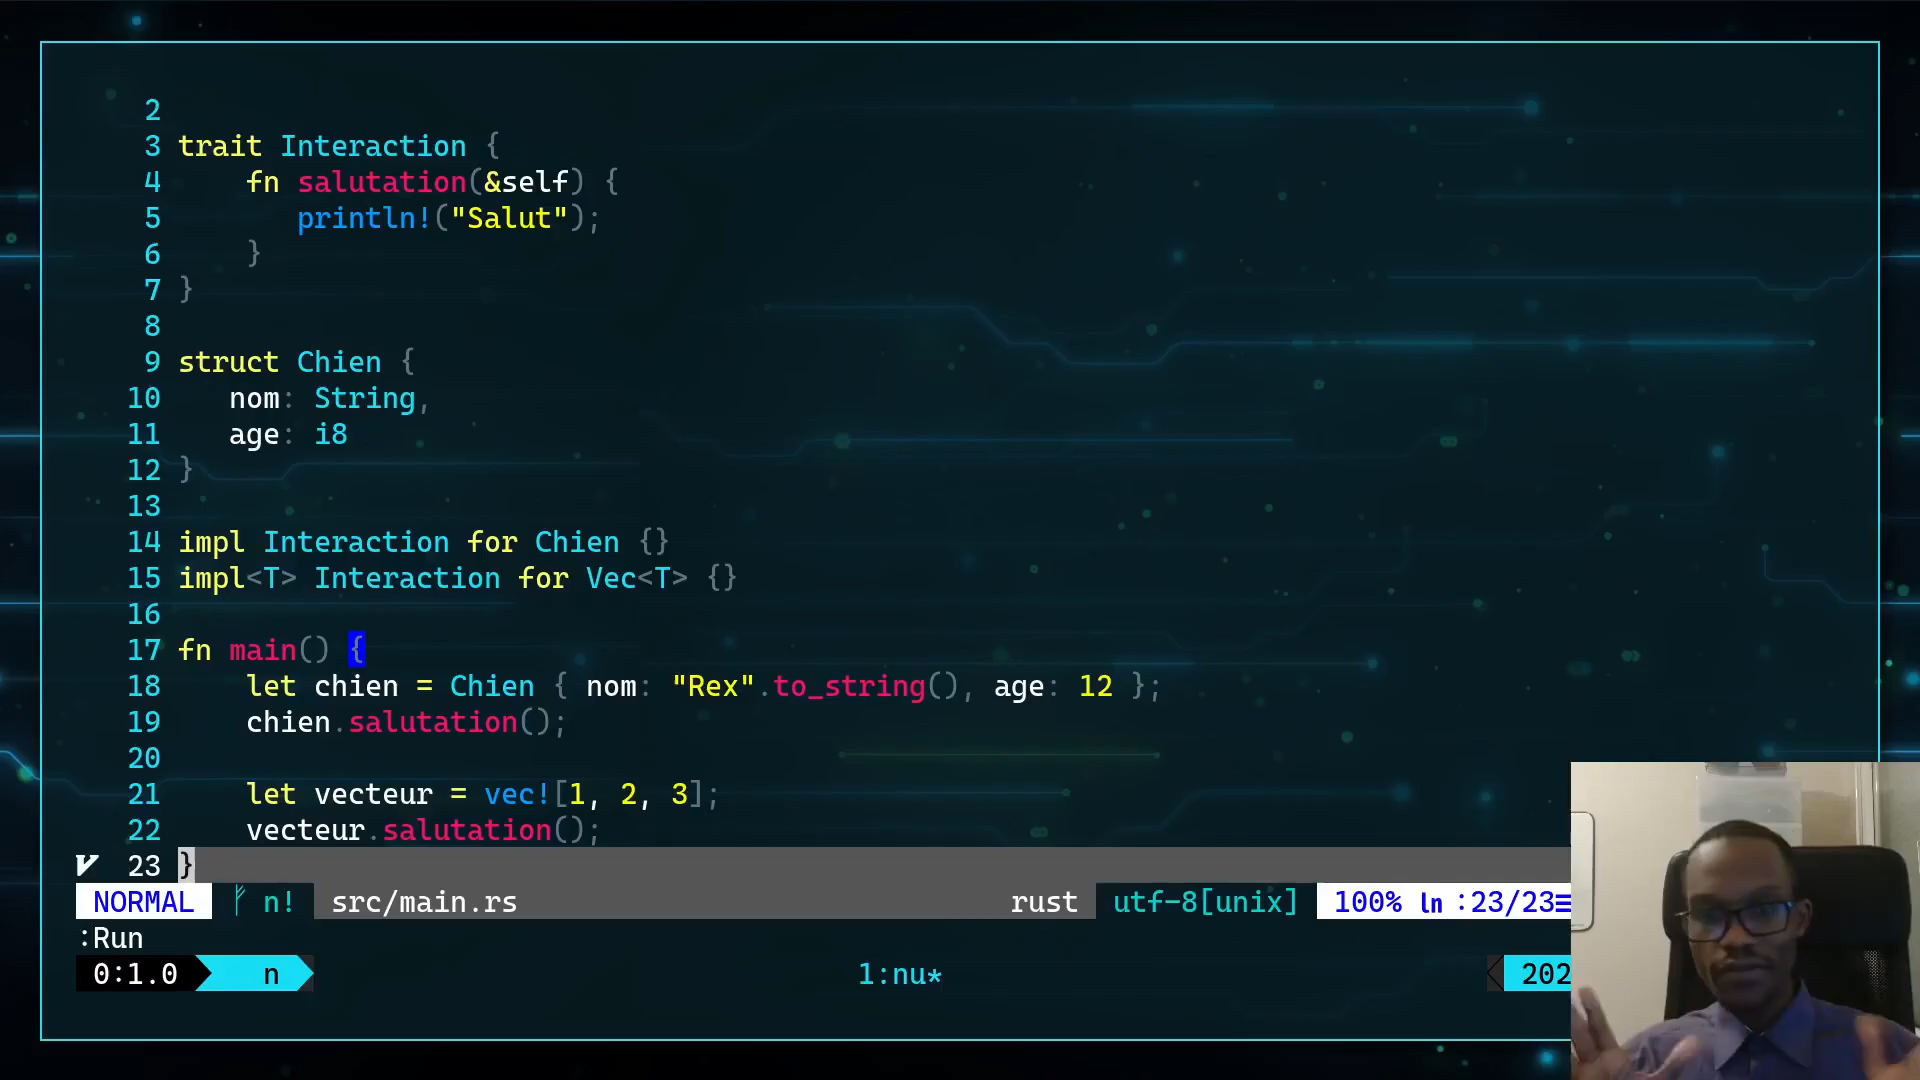 2
3 trait Interaction {
4     fn salutation(&self) {
5        println!("Salut");
6     }
7 }
8
9 struct Chien {
10    nom: String,
11    age: i8
12 }
13
14 impl Interaction for Chien {}
15 impl<T> Interaction for Vec<T> {}
16
17 fn main() {
18     let chien = Chien { nom: "Rex".to_string(), age: 12 };
19     chien.salutation();
20
21     let vecteur = vec![1, 2, 3];
22     vecteur.salutation();
23 }
NORMAL n! src/main.rs rust utf-8[unix] 100% ln :23/23≡
:Run
0:1.0 n 1:nu* 202